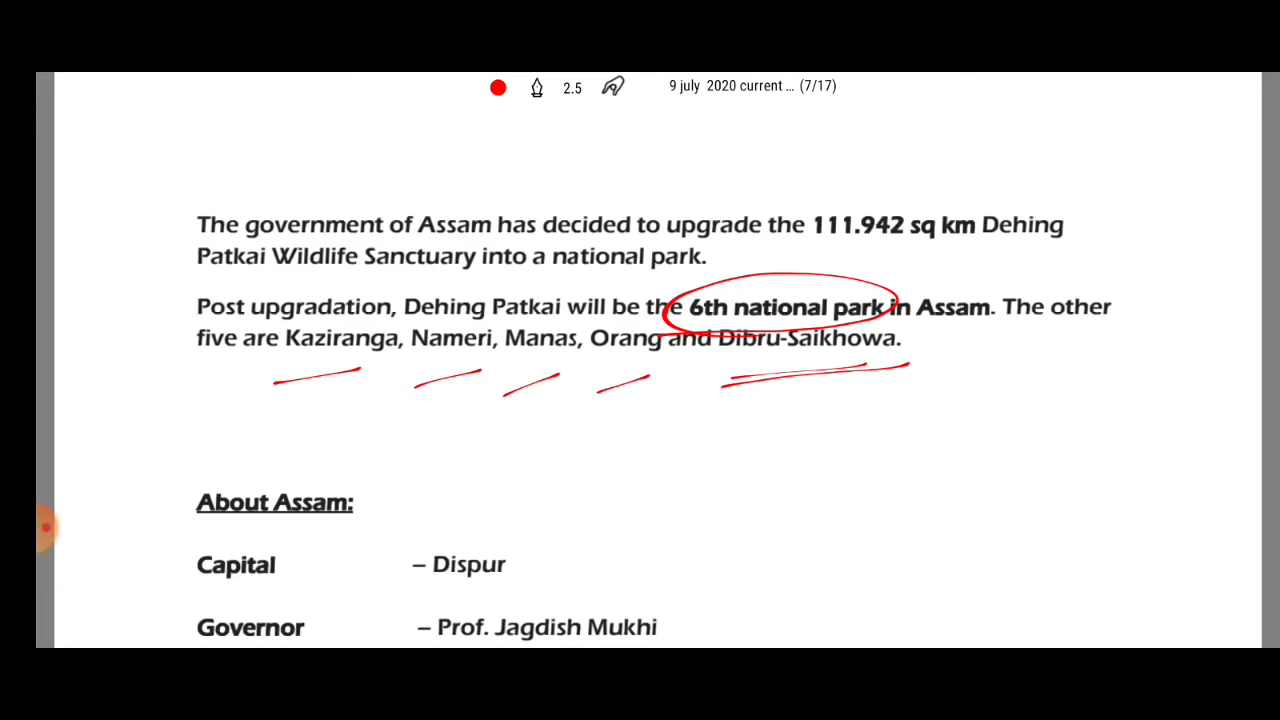 2.5 9 july 2020 current ... (7/17)
The government of Assam has decided to upgrade the 111.942 sq km Dehing
Patkai Wildlife Sanctuary into a national park.
Post upgradation, Dehing Patkai will be the 6th national park in Assam. The other
five are Kaziranga, Nameri, Manas, Orang and Dibru-Saikhowa.
About Assam:
Capital – Dispur
Governor – Prof. Jagdish Mukhi